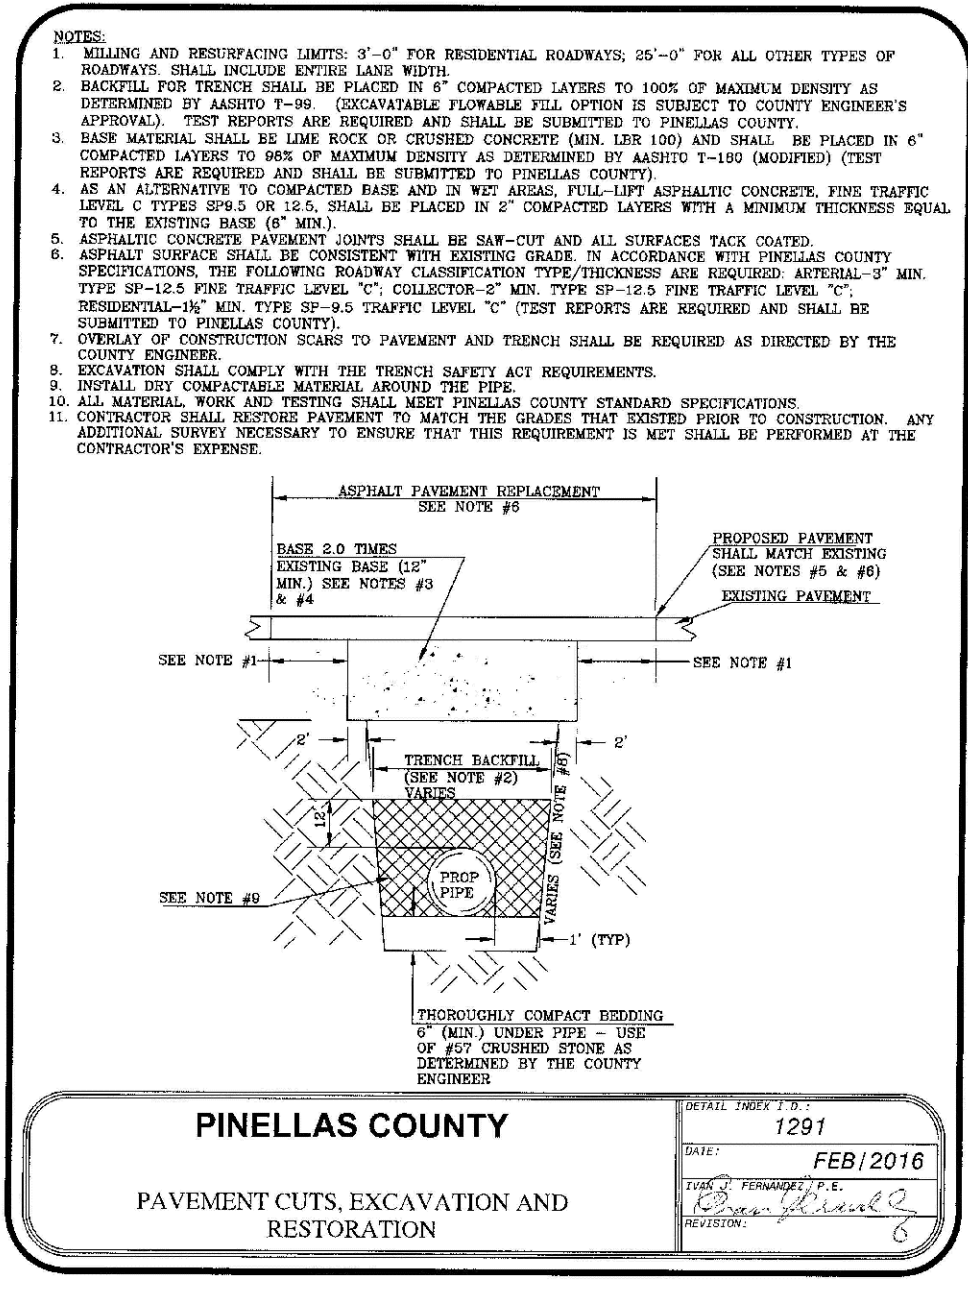 NOTES:
1. MILLING AND RESURFACING LIMITS: 3'-0" FOR RESIDENTIAL ROADWAYS; 25'-0" FOR ALL OTHER TYPES OF
ROADWAYS. SHALL INCLUDE ENTIRE LANE WIDTH.
2. BACKFILL FOR TRENCH SHALL BE PLACED IN 6" COMPACTED LAYERS TO 100% OF MAXIMUM DENSITY AS
DETERMINED BY AASHTO T-99. (EXCAVATABLE FLOWABLE FILL OPTION IS SUBJECT TO COUNTY ENGINEER'S
APPROVAL). TEST REPORTS ARE REQUIRED AND SHALL BE SUBMITTED TO PINELLAS COUNTY.
3. BASE MATERIAL SHALL BE LIME ROCK OR CRUSHED CONCRETE (MIN. LBR 100) AND SHALL BE PLACED IN 6"
COMPACTED LAYERS TO 98% OF MAXIMUM DENSITY AS DETERMINED BY AASHTO T-180 (MODIFIED) (TEST
REPORTS ARE REQUIRED AND SHALL BE SUBMITTED TO PINELLAS COUNTY).
4. AS AN ALTERNATIVE TO COMPACTED BASE AND IN WET AREAS, FULL-LIFT ASPHALTIC CONCRETE, FINE TRAFFIC
LEVEL C TYPES SP9.5 OR 12.5, SHALL BE PLACED IN 2" COMPACTED LAYERS WITH A MINIMUM THICKNESS EQUAL
TO THE EXISTING BASE (6" MIN.).
5. ASPHALTIC CONCRETE PAVEMENT JOINTS SHALL BE SAW-CUT AND ALL SURFACES TACK COATED.
6. ASPHALT SURFACE SHALL BE CONSISTENT WITH EXISTING GRADE. IN ACCORDANCE WITH PINELLAS COUNTY
SPECIFICATIONS, THE FOLLOWING ROADWAY CLASSIFICATION TYPE/THICKNESS ARE REQUIRED: ARTERIAL-3" MIN.
TYPE SP-12.5 FINE TRAFFIC LEVEL "C"; COLLECTOR-2" MIN. TYPE SP-12.5 FINE TRAFFIC LEVEL "C";
RESIDENTIAL-1½" MIN. TYPE SP-9.5 TRAFFIC LEVEL "C" (TEST REPORTS ARE REQUIRED AND SHALL BE
SUBMITTED TO PINELLAS COUNTY).
7. OVERLAY OF CONSTRUCTION SCARS TO PAVEMENT AND TRENCH SHALL BE REQUIRED AS DIRECTED BY THE
COUNTY ENGINEER.
8. EXCAVATION SHALL COMPLY WITH THE TRENCH SAFETY ACT REQUIREMENTS.
9. INSTALL DRY COMPACTABLE MATERIAL AROUND THE PIPE.
10. ALL MATERIAL, WORK AND TESTING SHALL MEET PINELLAS COUNTY STANDARD SPECIFICATIONS.
11. CONTRACTOR SHALL RESTORE PAVEMENT TO MATCH THE GRADES THAT EXISTED PRIOR TO CONSTRUCTION. ANY
ADDITIONAL SURVEY NECESSARY TO ENSURE THAT THIS REQUIREMENT IS MET SHALL BE PERFORMED AT THE
CONTRACTOR'S EXPENSE.
ASPHALT PAVEMENT REPLACEMENT
SEE NOTE #6
BASE 2.0 TIMES
EXISTING BASE (12"
MIN.) SEE NOTES #3
& #4
PROPOSED PAVEMENT
SHALL MATCH EXISTING
(SEE NOTES #5 & #6)
EXISTING PAVEMENT
SEE NOTE #1
SEE NOTE #1
2'
2'
TRENCH BACKFILL
(SEE NOTE #2)
VARIES
VARIES (SEE NOTE #8)
12"
PROP
PIPE
SEE NOTE #9
1' (TYP)
THOROUGHLY COMPACT BEDDING
6" (MIN.) UNDER PIPE - USE
OF #57 CRUSHED STONE AS
DETERMINED BY THE COUNTY
ENGINEER
PINELLAS COUNTY
PAVEMENT CUTS, EXCAVATION AND
RESTORATION
DETAIL INDEX I.D.:
1291
DATE:
FEB/2016
IVAN J. FERNANDEZ, P.E.
REVISION: